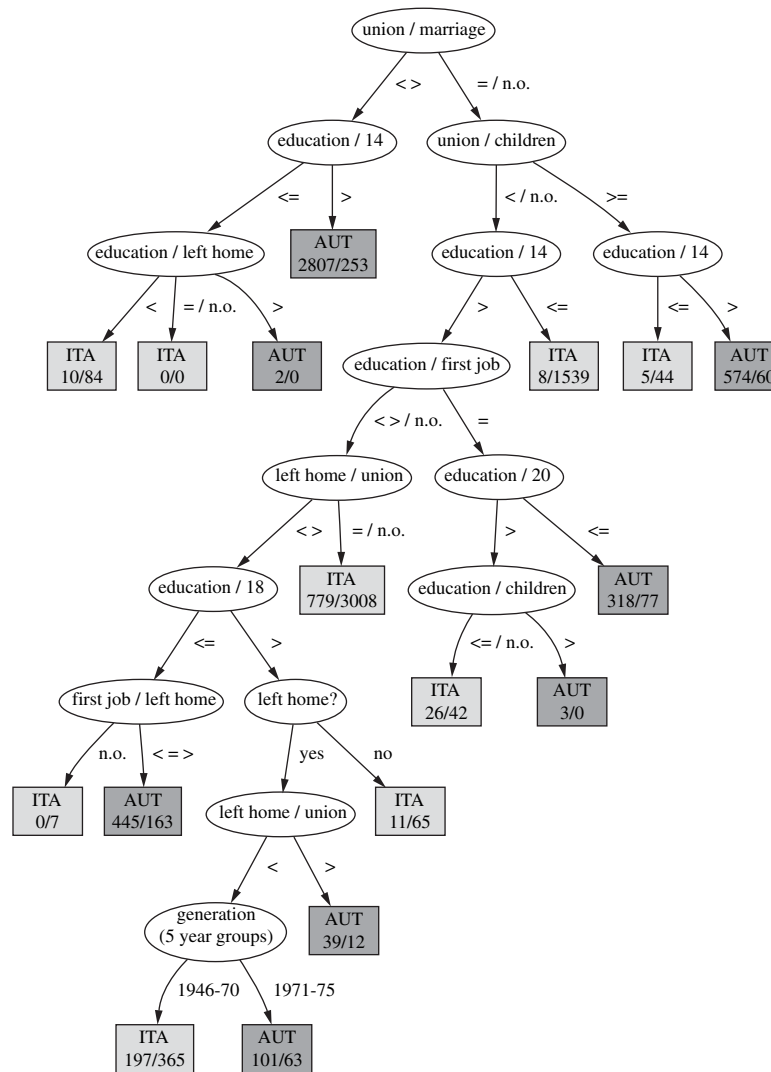 union / marriage
< >
= / n.o.
education / 14
union / children
<=
>
< / n.o.
>=
education / left home
AUT
2807/253
education / 14
education / 14
<
= / n.o.
>
>
<=
<=
>
ITA
10/84
ITA
0/0
AUT
2/0
education / first job
ITA
8/1539
ITA
5/44
AUT
574/60
< > / n.o.
=
left home / union
education / 20
< >
= / n.o.
>
<=
education / 18
ITA
779/3008
education / children
AUT
318/77
<=
>
<= / n.o.
>
first job / left home
left home?
ITA
26/42
AUT
3/0
n.o.
< = >
yes
no
ITA
0/7
AUT
445/163
left home / union
ITA
11/65
<
>
generation
(5 year groups)
AUT
39/12
1946-70
1971-75
ITA
197/365
AUT
101/63